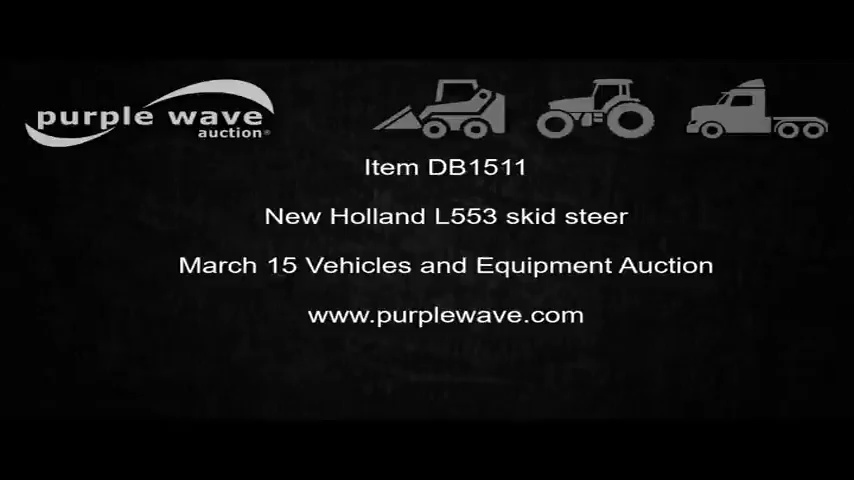 purple wave
auction®
Item DB1511
New Holland L553 skid steer
March 15 Vehicles and Equipment Auction
www.purplewave.com